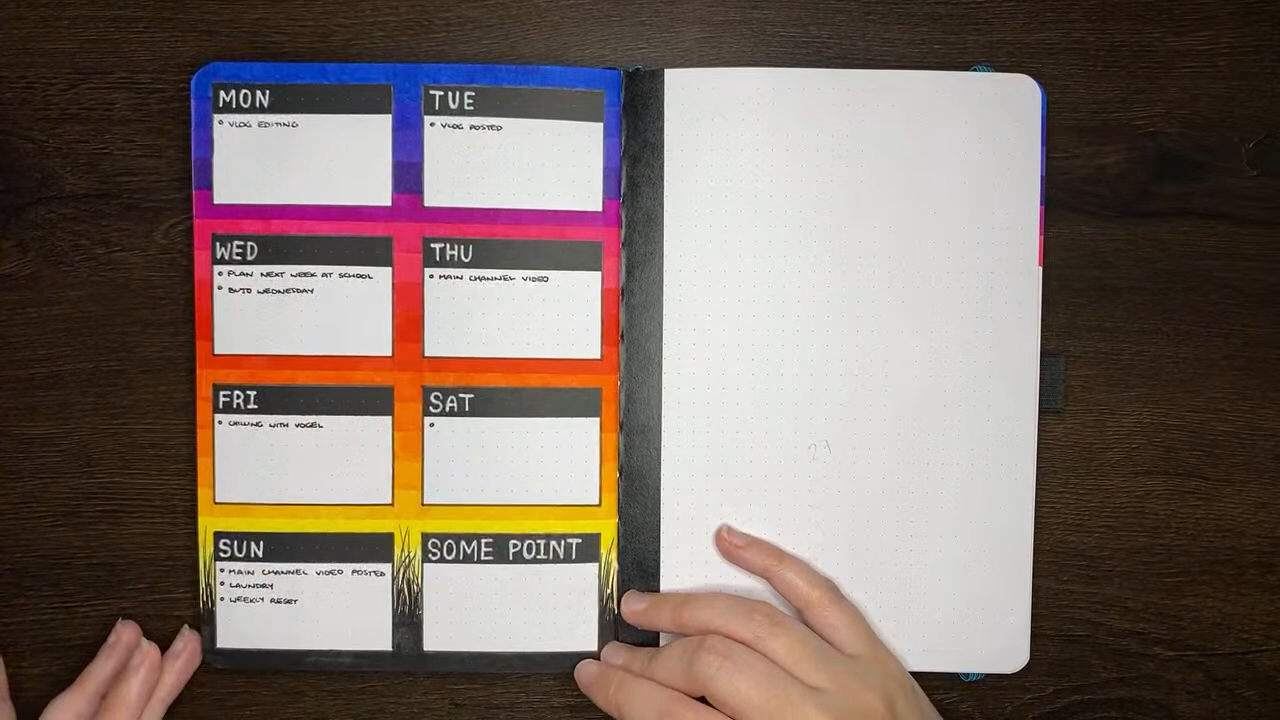 MON
VLOG EDITING
TUE
VLOG POSTED
WED
PLAN NEXT WEEK AT SCHOOL
BUJO WEDNESDAY
THU
MAIN CHANNEL VIDEO
FRI
CHILLING WITH VOGEL
SAT
SUN
MAIN CHANNEL VIDEO POSTED
LAUNDRY
WEEKLY RESET
SOME POINT